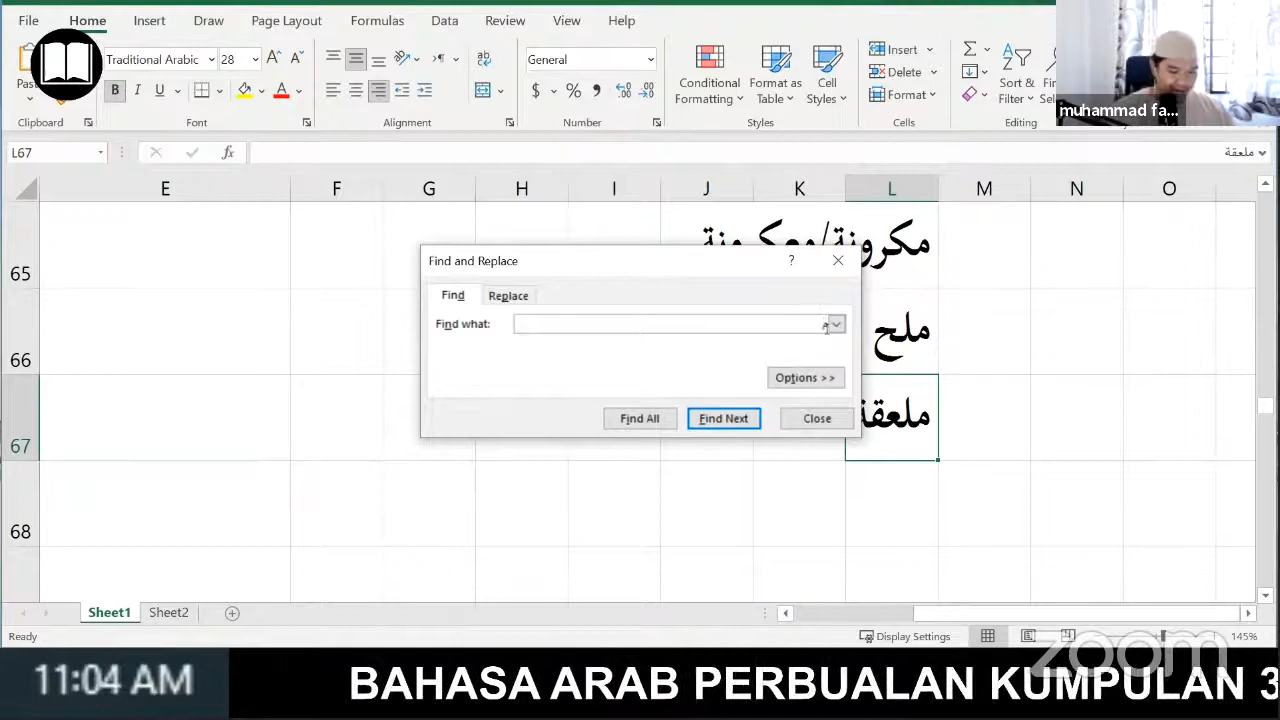 File Home Insert Draw Page Layout Formulas Data Review View Help
Traditional Arabic 28 General
Insert
Delete
Format
Conditional Formatting
Format as Table
Cell Styles
Sort & Filter
Clipboard Font Alignment Number Styles Cells Editing
muhammad fa...
L67 fx ملعقة
E F G H I J K L M N O
65 مكرونة/معكرونة
Find and Replace
Find Replace
Find what:
66 ملح
Options >>
Find All Find Next Close
67 ملعقة
68
Sheet1 Sheet2
Ready Display Settings 145%
zoom
11:04 AM BAHASA ARAB PERBUALAN KUMPULAN 3